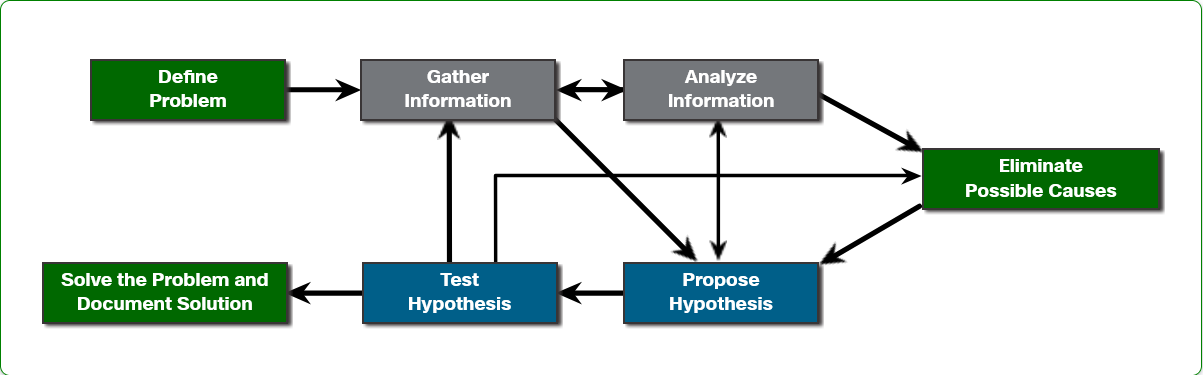 Define
Problem
Gather
Information
Analyze
Information
Eliminate
Possible Causes
Solve the Problem and
Document Solution
Test
Hypothesis
Propose
Hypothesis